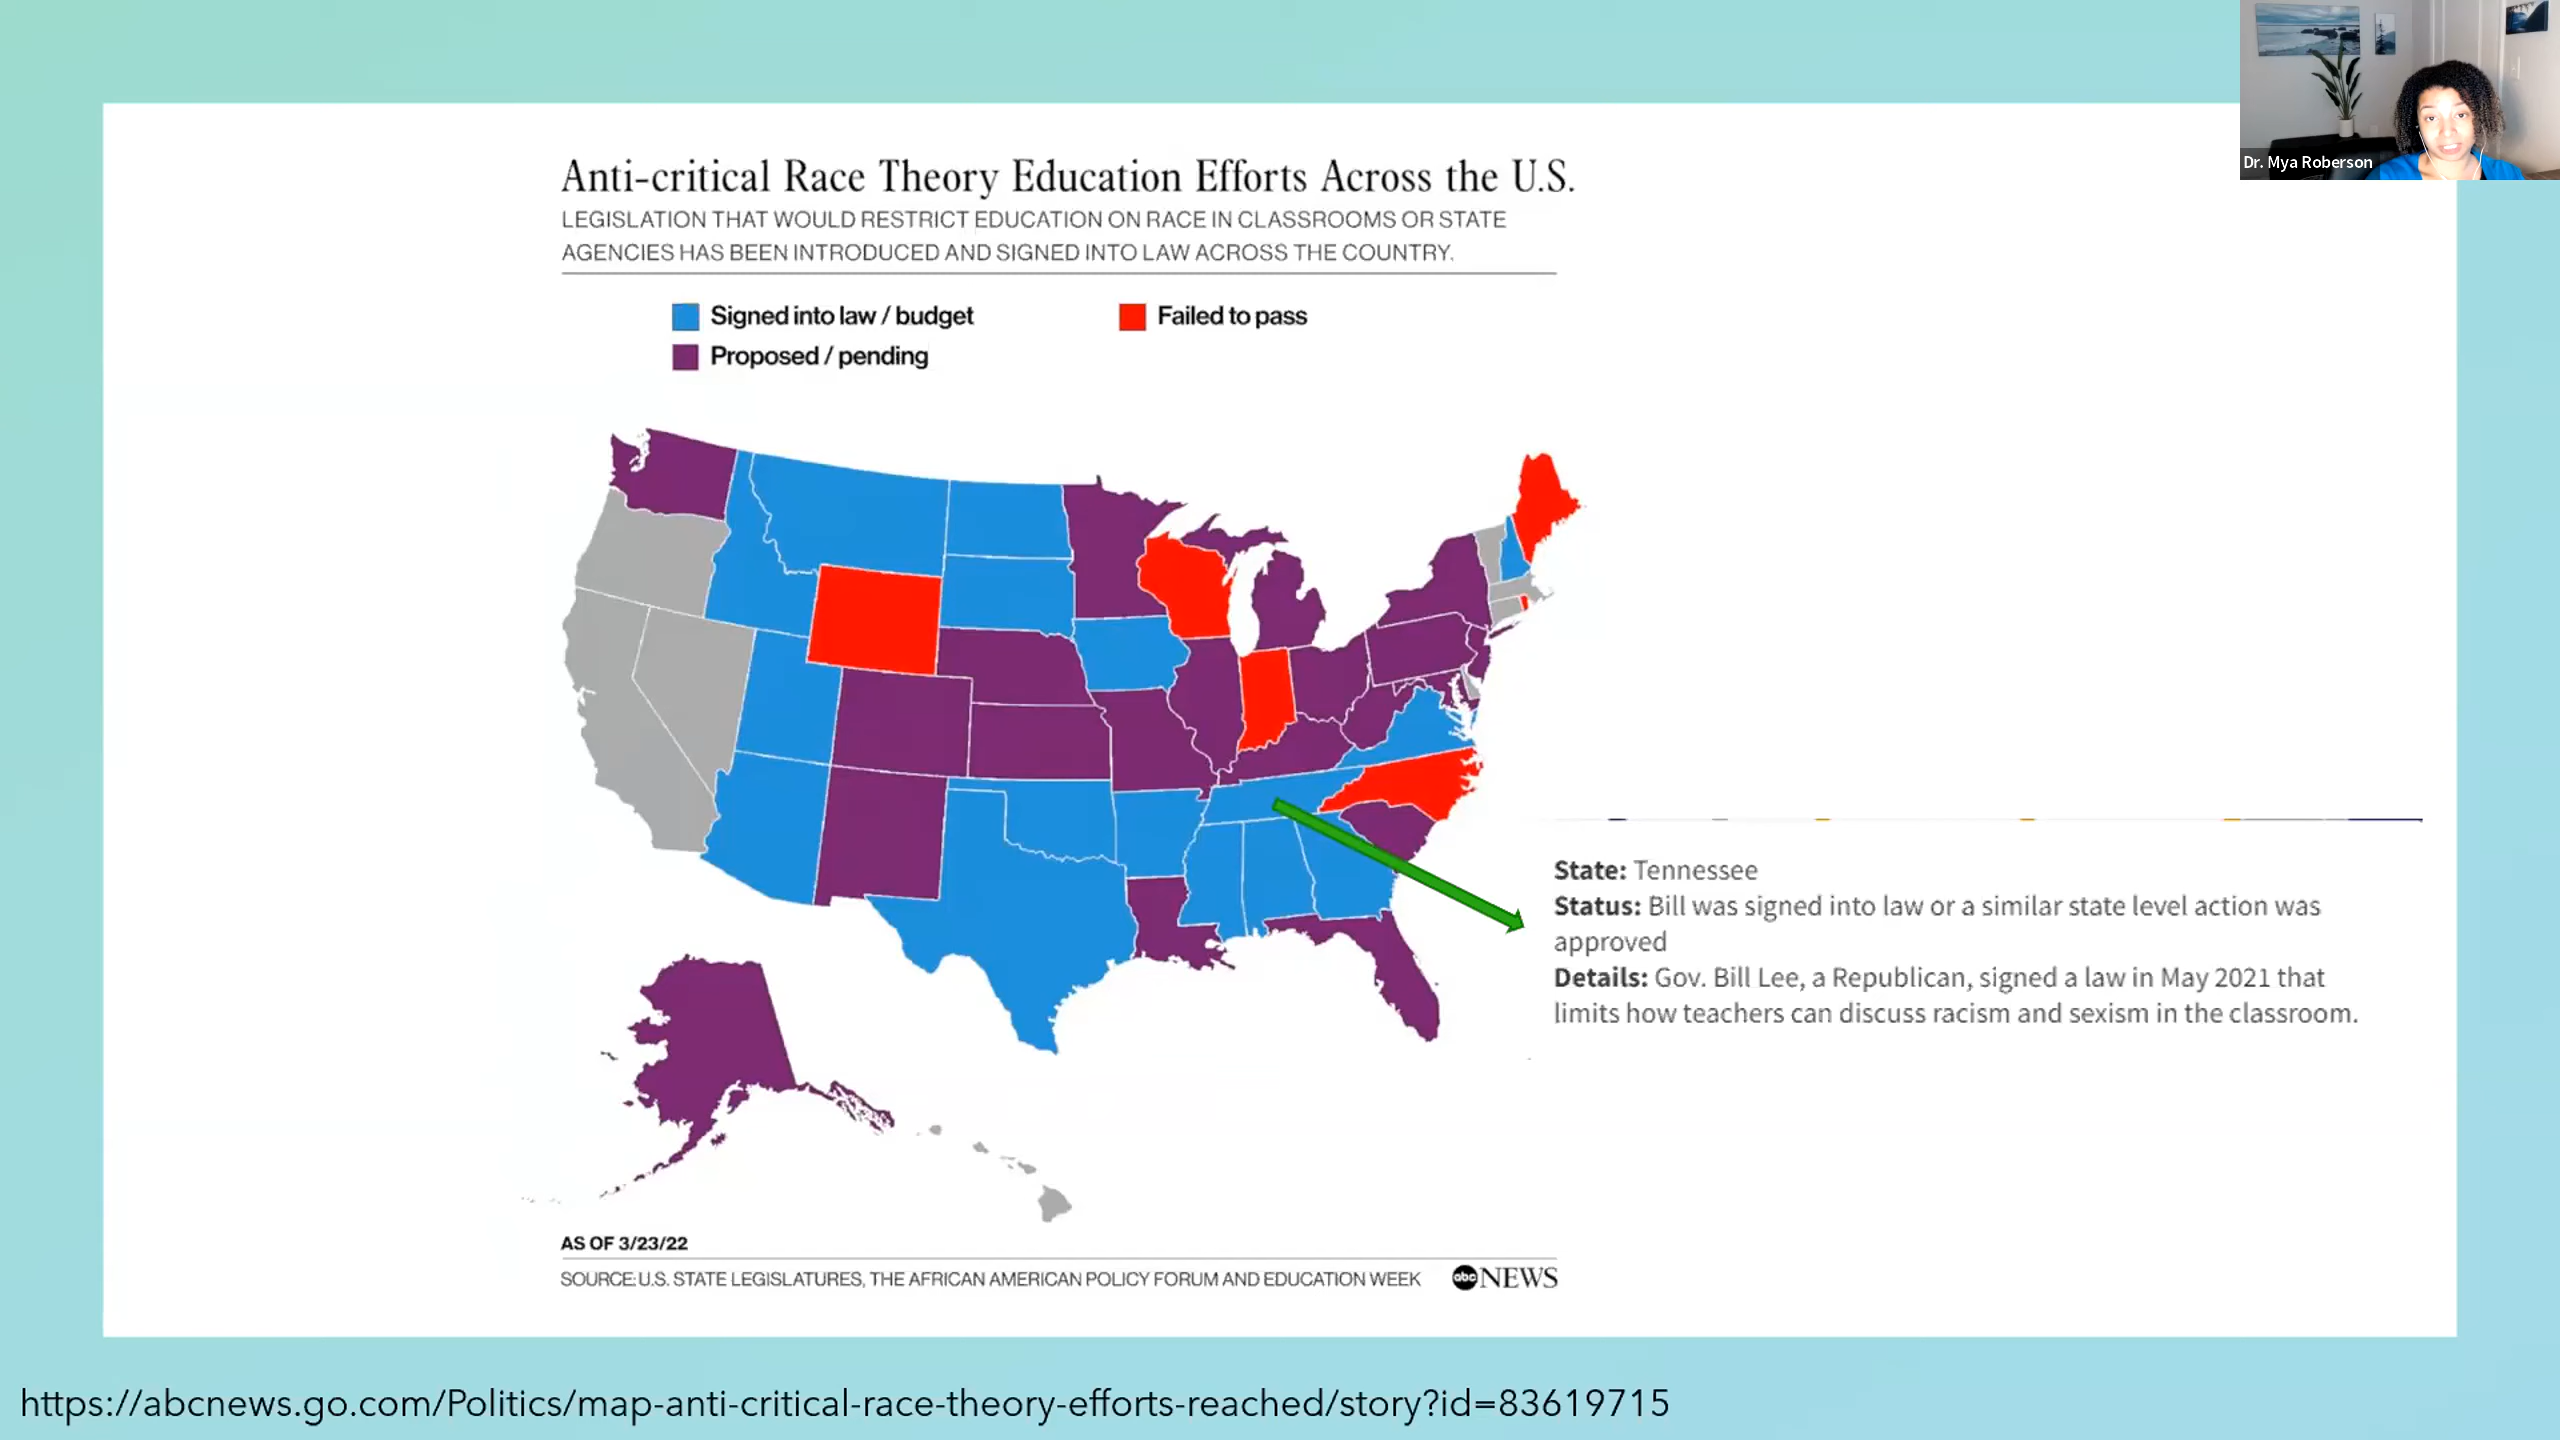 Dr. Mya Roberson
Anti-critical Race Theory Education Efforts Across the U.S.
LEGISLATION THAT WOULD RESTRICT EDUCATION ON RACE IN CLASSROOMS OR STATE
AGENCIES HAS BEEN INTRODUCED AND SIGNED INTO LAW ACROSS THE COUNTRY.
Signed into law / budget
Failed to pass
Proposed / pending
State: Tennessee
Status: Bill was signed into law or a similar state level action was
approved
Details: Gov. Bill Lee, a Republican, signed a law in May 2021 that
limits how teachers can discuss racism and sexism in the classroom.
AS OF 3/23/22
SOURCE: U.S. STATE LEGISLATURES, THE AFRICAN AMERICAN POLICY FORUM AND EDUCATION WEEK
abc NEWS
https://abcnews.go.com/Politics/map-anti-critical-race-theory-efforts-reached/story?id=83619715